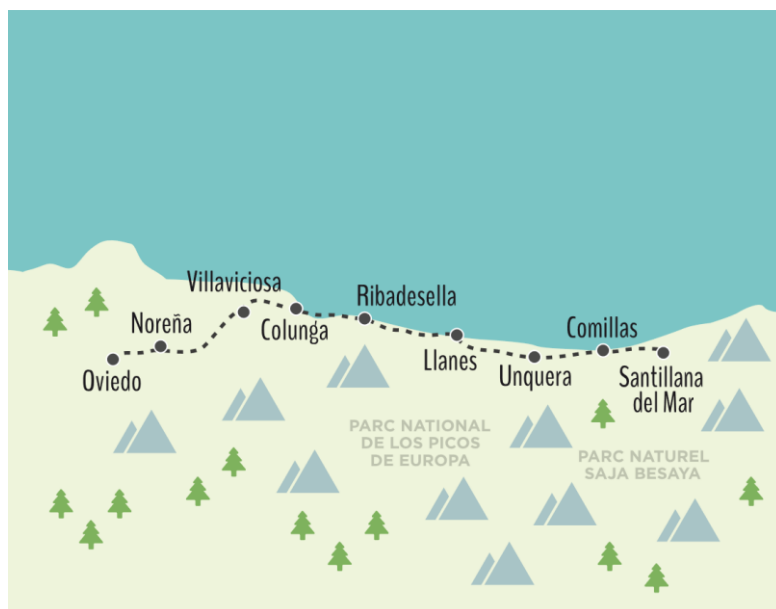 Villaviciosa
Ribadesella
Noreña
Colunga
Comillas
Oviedo
Llanes
Unquera
Santillana
del Mar
PARC NATIONAL
DE LOS PICOS
DE EUROPA
PARC NATUREL
SAJA BESAYA